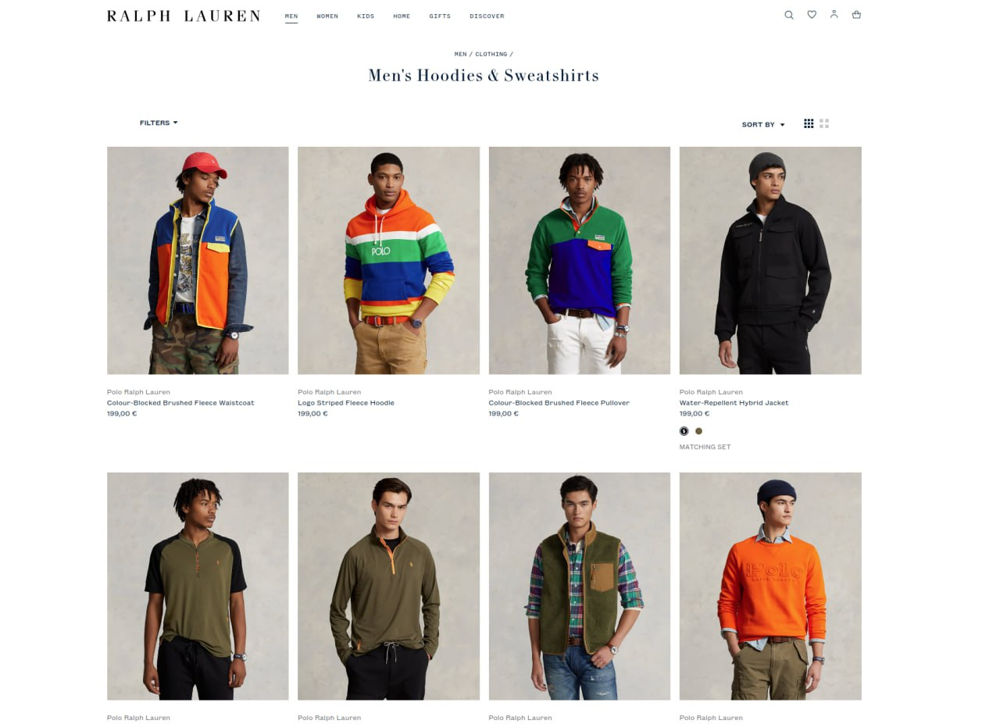 RALPH LAUREN
MEN WOMEN KIDS HOME GIFTS DISCOVER
MEN / CLOTHING /
Men's Hoodies & Sweatshirts
FILTERS
SORT BY
POLO
Polo Ralph Lauren
Colour-Blocked Brushed Fleece Waistcoat
199,00 €
Polo Ralph Lauren
Logo Striped Fleece Hoodie
199,00 €
Polo Ralph Lauren
Colour-Blocked Brushed Fleece Pullover
199,00 €
Polo Ralph Lauren
Water-Repellent Hybrid Jacket
199,00 €
MATCHING SET
Polo
RALPH LAUREN
Polo Ralph Lauren
Polo Ralph Lauren
Polo Ralph Lauren
Polo Ralph Lauren